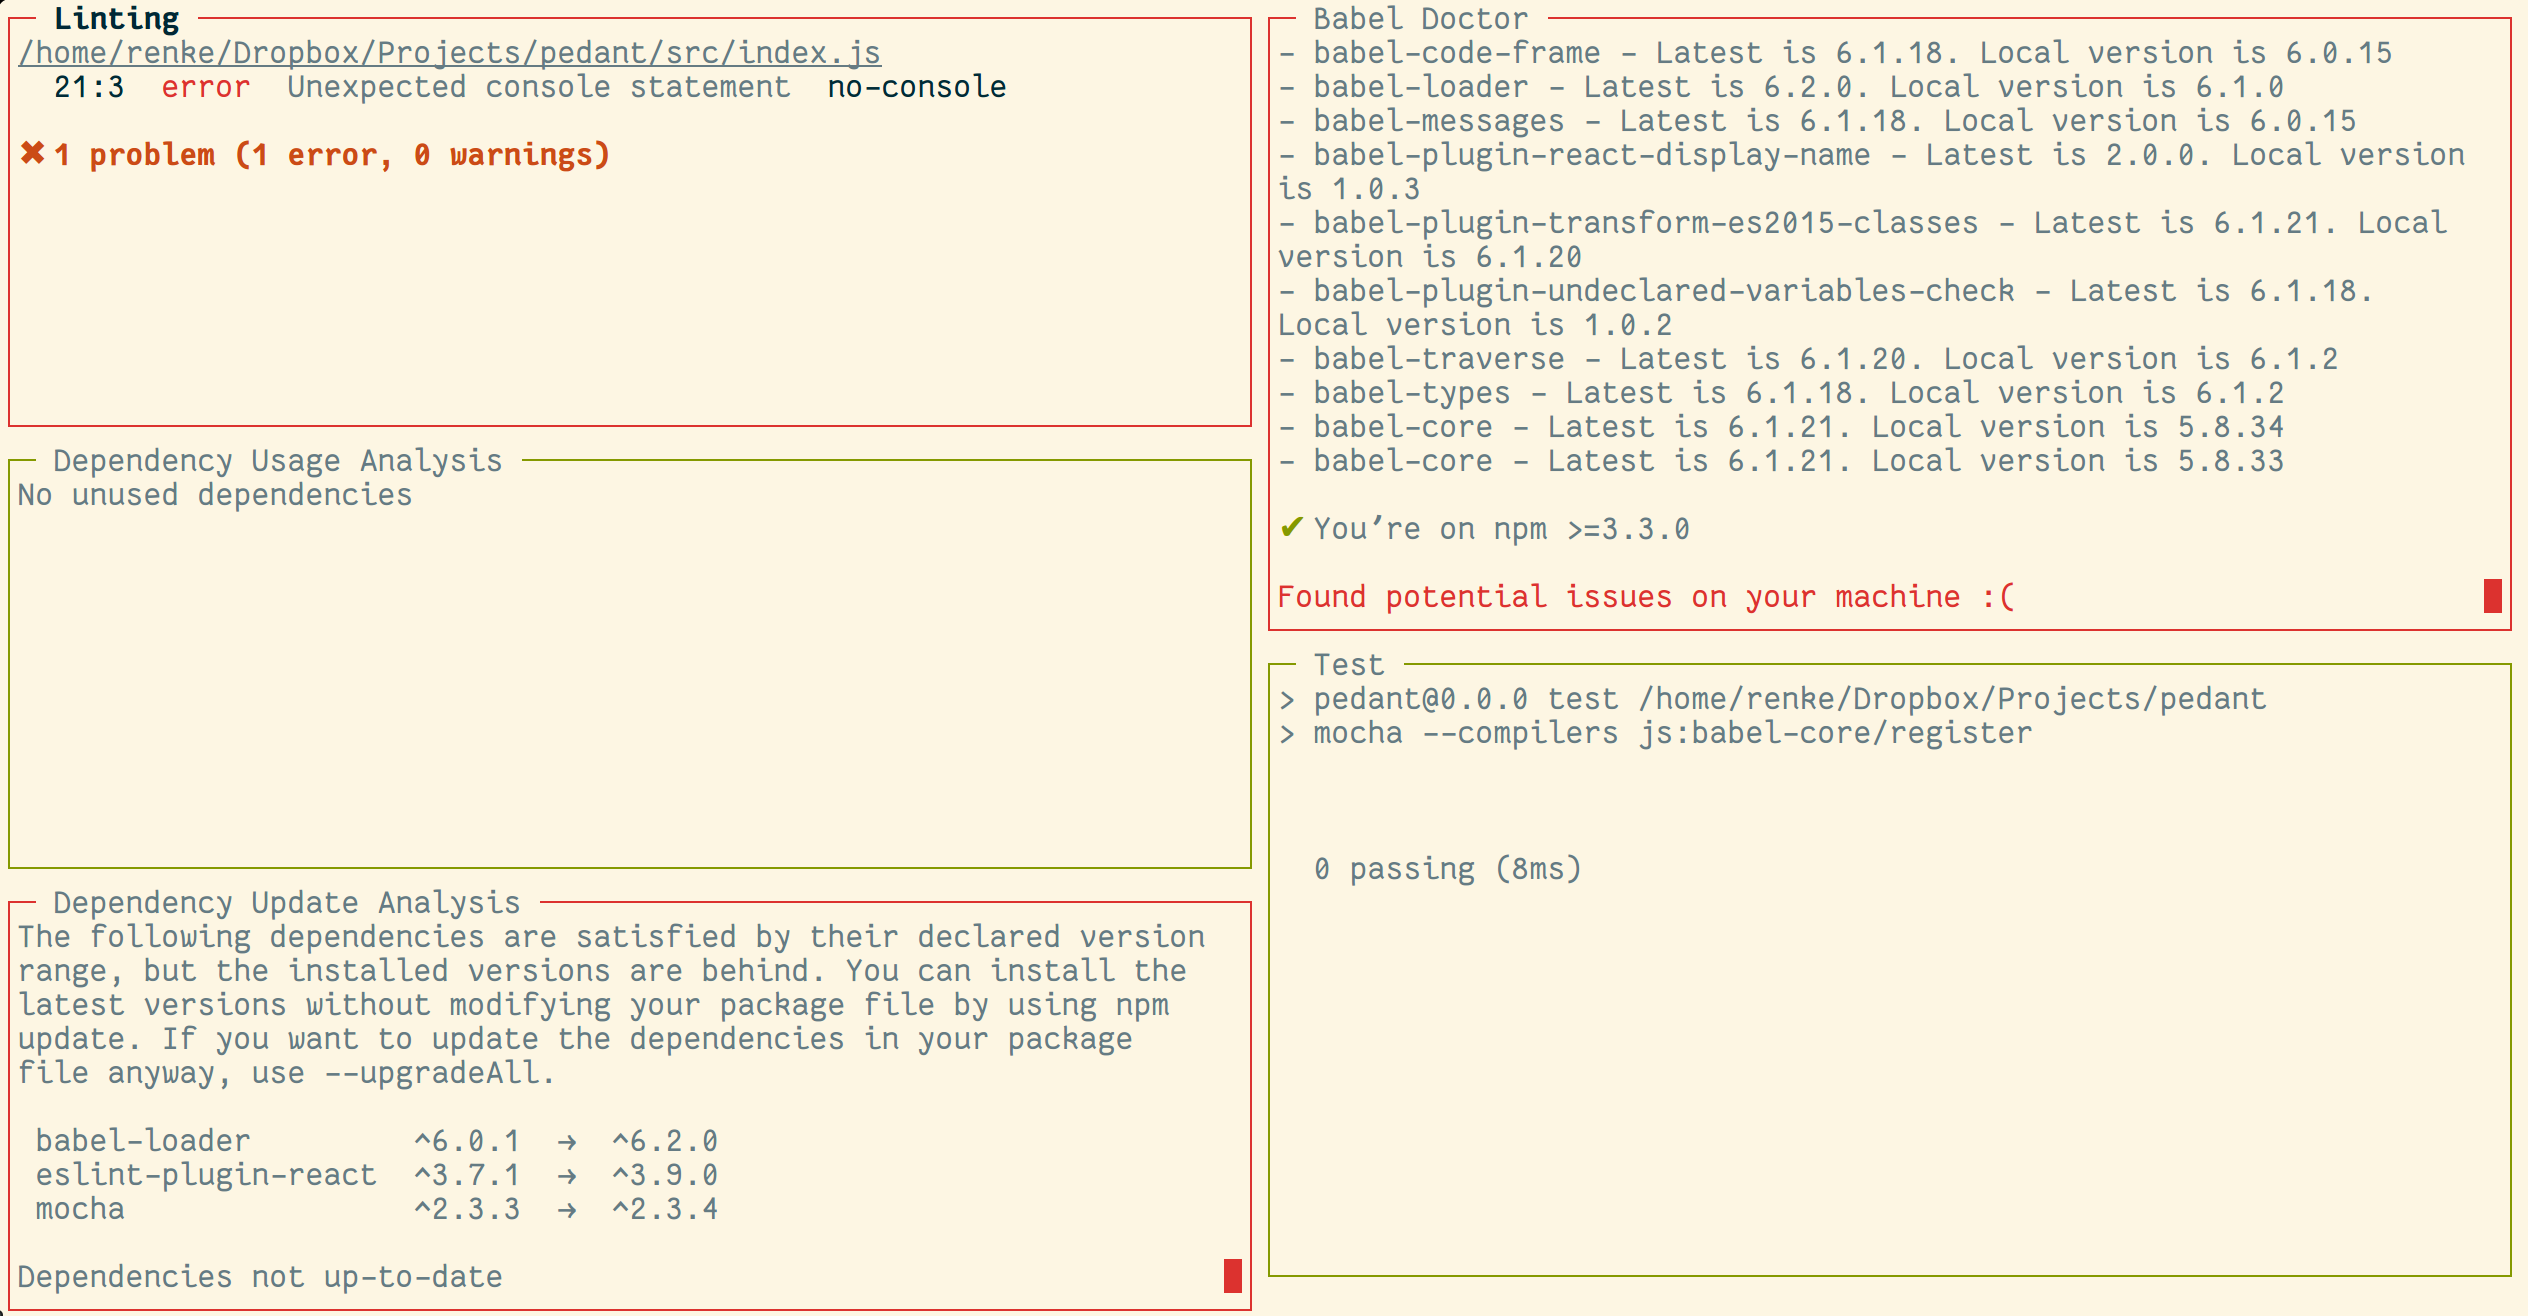 Linting
/home/renke/Dropbox/Projects/pedant/src/index.js
21:3 error Unexpected console statement no-console
✖ 1 problem (1 error, 0 warnings)
Dependency Usage Analysis
No unused dependencies
Dependency Update Analysis
The following dependencies are satisfied by their declared version
range, but the installed versions are behind. You can install the
latest versions without modifying your package file by using npm
update. If you want to update the dependencies in your package
file anyway, use --upgradeAll.
babel-loader ^6.0.1 → ^6.2.0
eslint-plugin-react ^3.7.1 → ^3.9.0
mocha ^2.3.3 → ^2.3.4
Dependencies not up-to-date
Babel Doctor
- babel-code-frame - Latest is 6.1.18. Local version is 6.0.15
- babel-loader - Latest is 6.2.0. Local version is 6.1.0
- babel-messages - Latest is 6.1.18. Local version is 6.0.15
- babel-plugin-react-display-name - Latest is 2.0.0. Local version
is 1.0.3
- babel-plugin-transform-es2015-classes - Latest is 6.1.21. Local
version is 6.1.20
- babel-plugin-undeclared-variables-check - Latest is 6.1.18.
Local version is 1.0.2
- babel-traverse - Latest is 6.1.20. Local version is 6.1.2
- babel-types - Latest is 6.1.18. Local version is 6.1.2
- babel-core - Latest is 6.1.21. Local version is 5.8.34
- babel-core - Latest is 6.1.21. Local version is 5.8.33
✔ You’re on npm >=3.3.0
Found potential issues on your machine :(
Test
> pedant@0.0.0 test /home/renke/Dropbox/Projects/pedant
> mocha --compilers js:babel-core/register
0 passing (8ms)